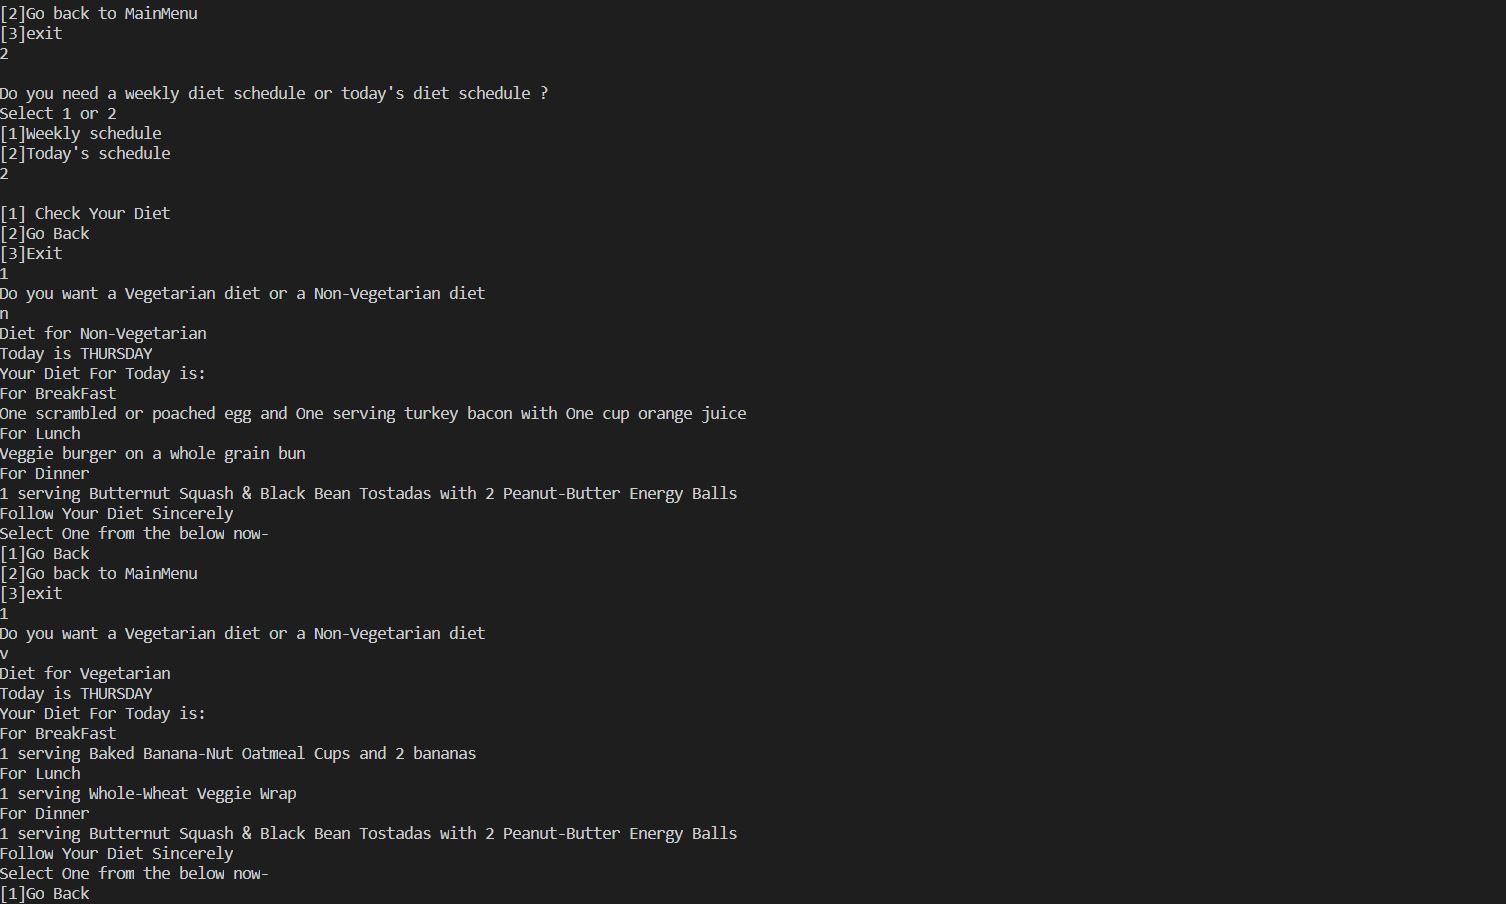 [2]Go back to MainMenu
[3]exit
2
Do you need a weekly diet schedule or today's diet schedule ?
Select 1 or 2
[1]Weekly schedule
[2]Today's schedule
2
[1] Check Your Diet
[2]Go Back
[3]Exit
1
Do you want a Vegetarian diet or a Non-Vegetarian diet
n
Diet for Non-Vegetarian
Today is THURSDAY
Your Diet For Today is:
For BreakFast
One scrambled or poached egg and One serving turkey bacon with One cup orange juice
For Lunch
Veggie burger on a whole grain bun
For Dinner
1 serving Butternut Squash & Black Bean Tostadas with 2 Peanut-Butter Energy Balls
Follow Your Diet Sincerely
Select One from the below now-
[1]Go Back
[2]Go back to MainMenu
[3]exit
1
Do you want a Vegetarian diet or a Non-Vegetarian diet
v
Diet for Vegetarian
Today is THURSDAY
Your Diet For Today is:
For BreakFast
1 serving Baked Banana-Nut Oatmeal Cups and 2 bananas
For Lunch
1 serving Whole-Wheat Veggie Wrap
For Dinner
1 serving Butternut Squash & Black Bean Tostadas with 2 Peanut-Butter Energy Balls
Follow Your Diet Sincerely
Select One from the below now-
[1]Go Back